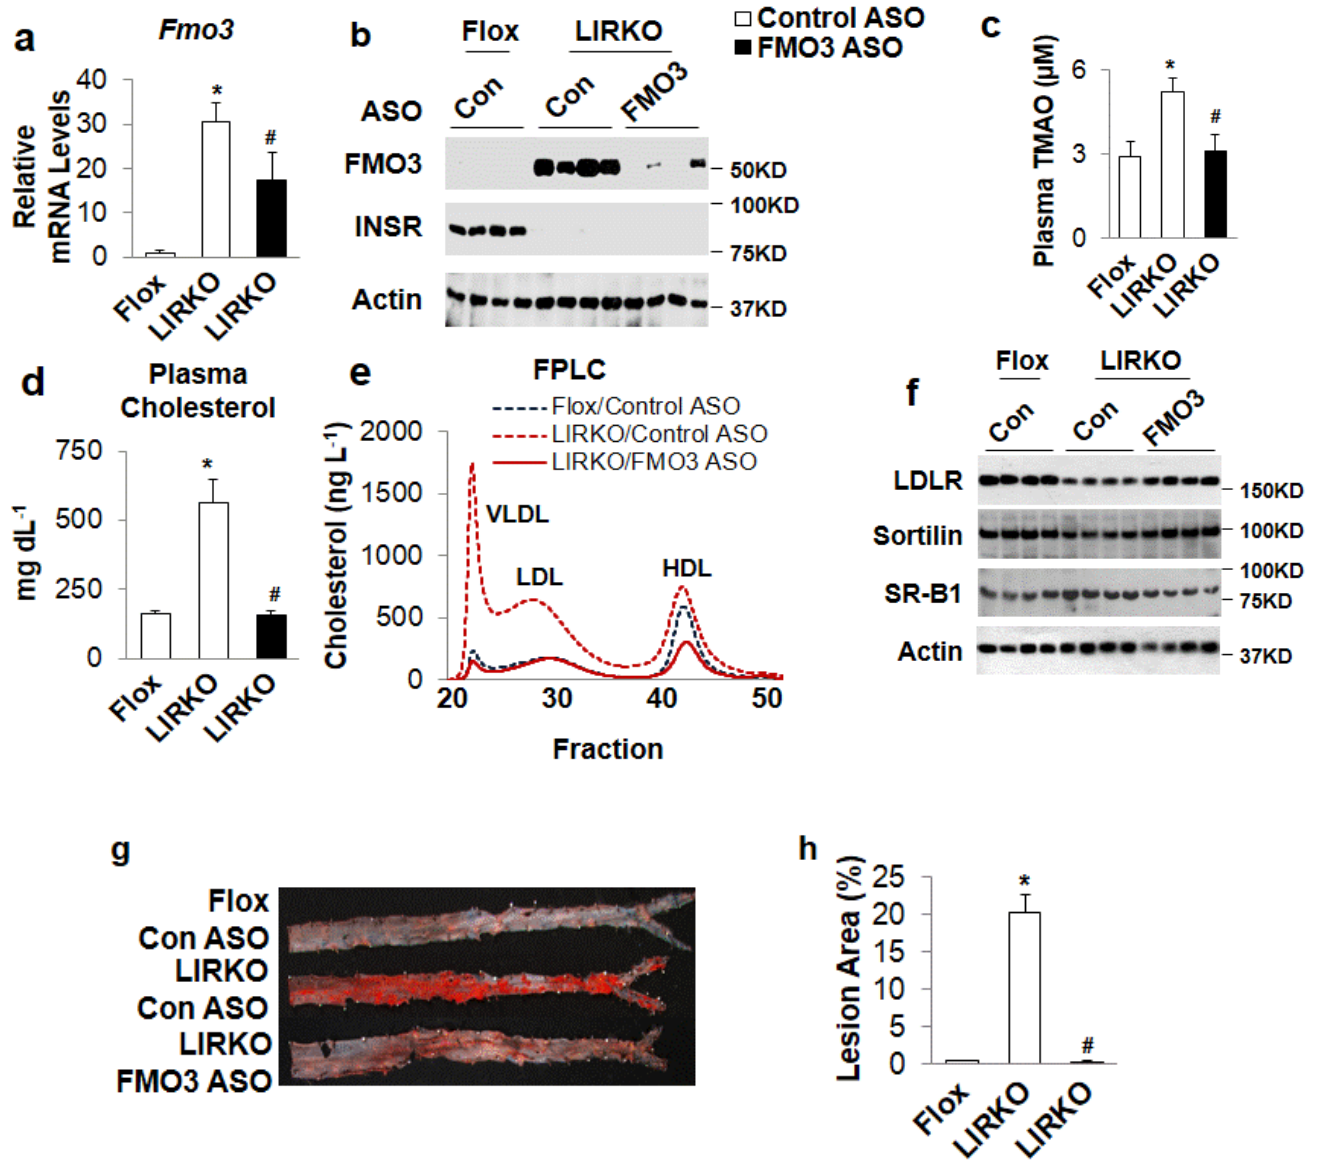 a
Fmo3
Relative
mRNA Levels
40
30
20
10
0
*
#
Flox
LIRKO
LIRKO
b
Flox
LIRKO
ASO
Con
Con
FMO3
FMO3
50KD
100KD
INSR
75KD
Actin
37KD
Control ASO
FMO3 ASO
c
Plasma TMAO (µM)
6
3
0
*
#
Flox
LIRKO
LIRKO
d
Plasma
Cholesterol
mg dL-1
750
500
250
0
*
#
Flox
LIRKO
LIRKO
e
FPLC
Flox/Control ASO
LIRKO/Control ASO
LIRKO/FMO3 ASO
Cholesterol (ng L-1)
2000
1500
1000
500
0
VLDL
LDL
HDL
20
30
40
50
Fraction
f
Flox
LIRKO
Con
Con
FMO3
LDLR
150KD
Sortilin
100KD
100KD
SR-B1
75KD
Actin
37KD
g
Flox
Con ASO
LIRKO
Con ASO
LIRKO
FMO3 ASO
h
Lesion Area (%)
25
20
15
10
5
0
*
#
Flox
LIRKO
LIRKO